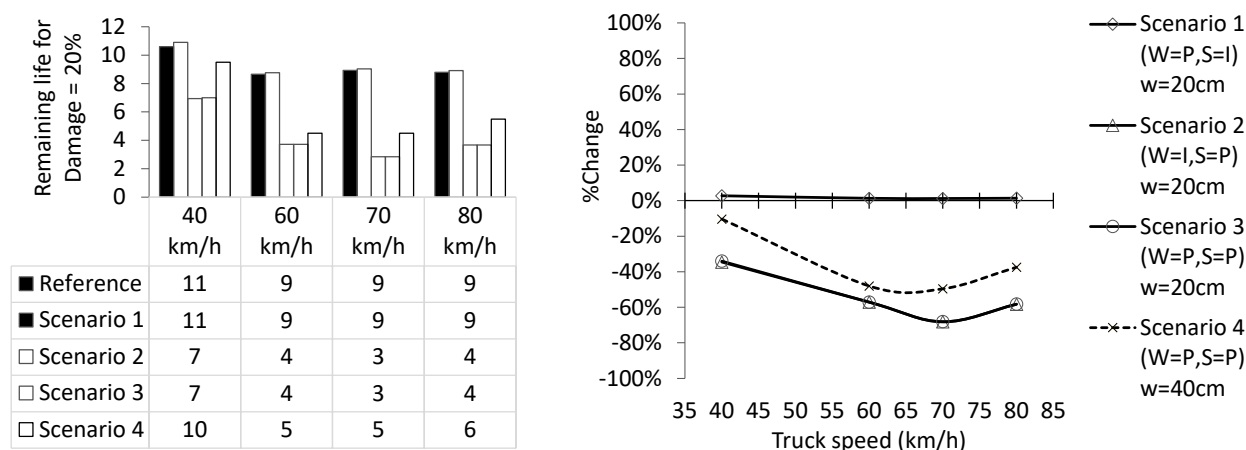 Remaining life for
Damage = 20%
12
10
8
6
4
2
0
40 km/h 60 km/h 70 km/h 80 km/h
Reference 11 9 9 9
Scenario 1 11 9 9 9
Scenario 2 7 4 3 4
Scenario 3 7 4 3 4
Scenario 4 10 5 5 6
%Change
100%
80%
60%
40%
20%
0%
-20%
-40%
-60%
-80%
-100%
35 40 45 50 55 60 65 70 75 80 85
Truck speed (km/h)
Scenario 1
(W=P,S=I)
w=20cm
Scenario 2
(W=I,S=P)
w=20cm
Scenario 3
(W=P,S=P)
w=20cm
Scenario 4
(W=P,S=P)
w=40cm